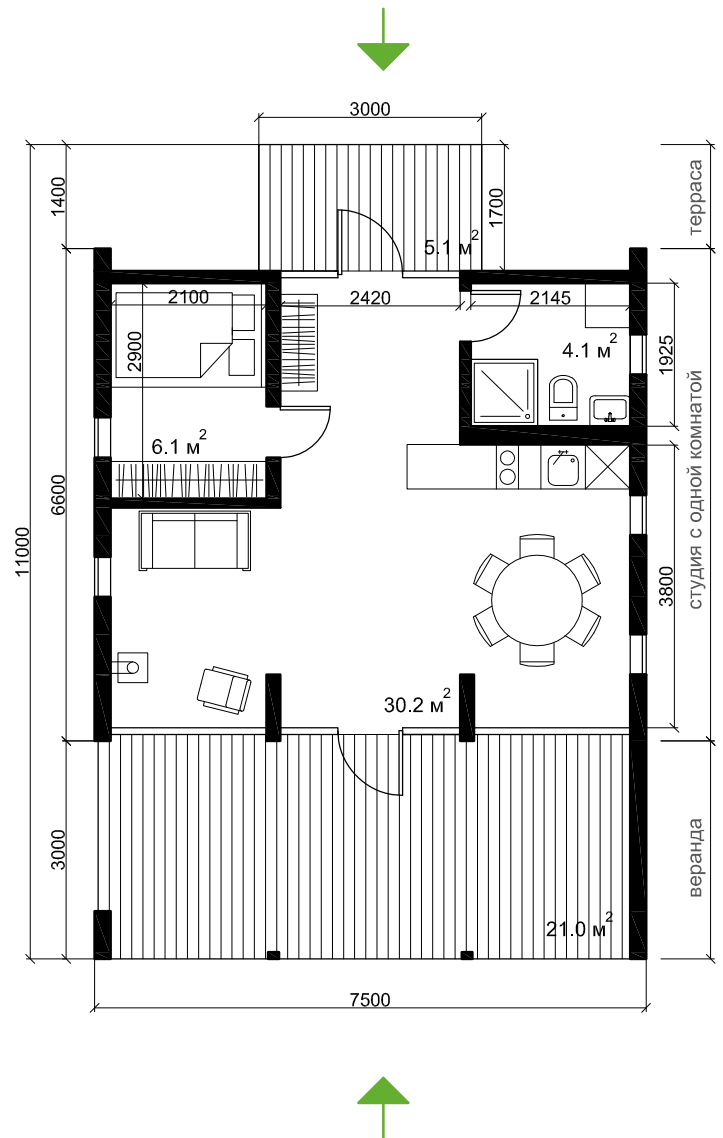 3000
1400
1700
терраса
5.1 м²
2100
2420
2145
2900
4.1 м²
1925
6.1 м²
студия с одной комнатой
6600
11000
3800
30.2 м²
3000
веранда
21.0 м²
7500